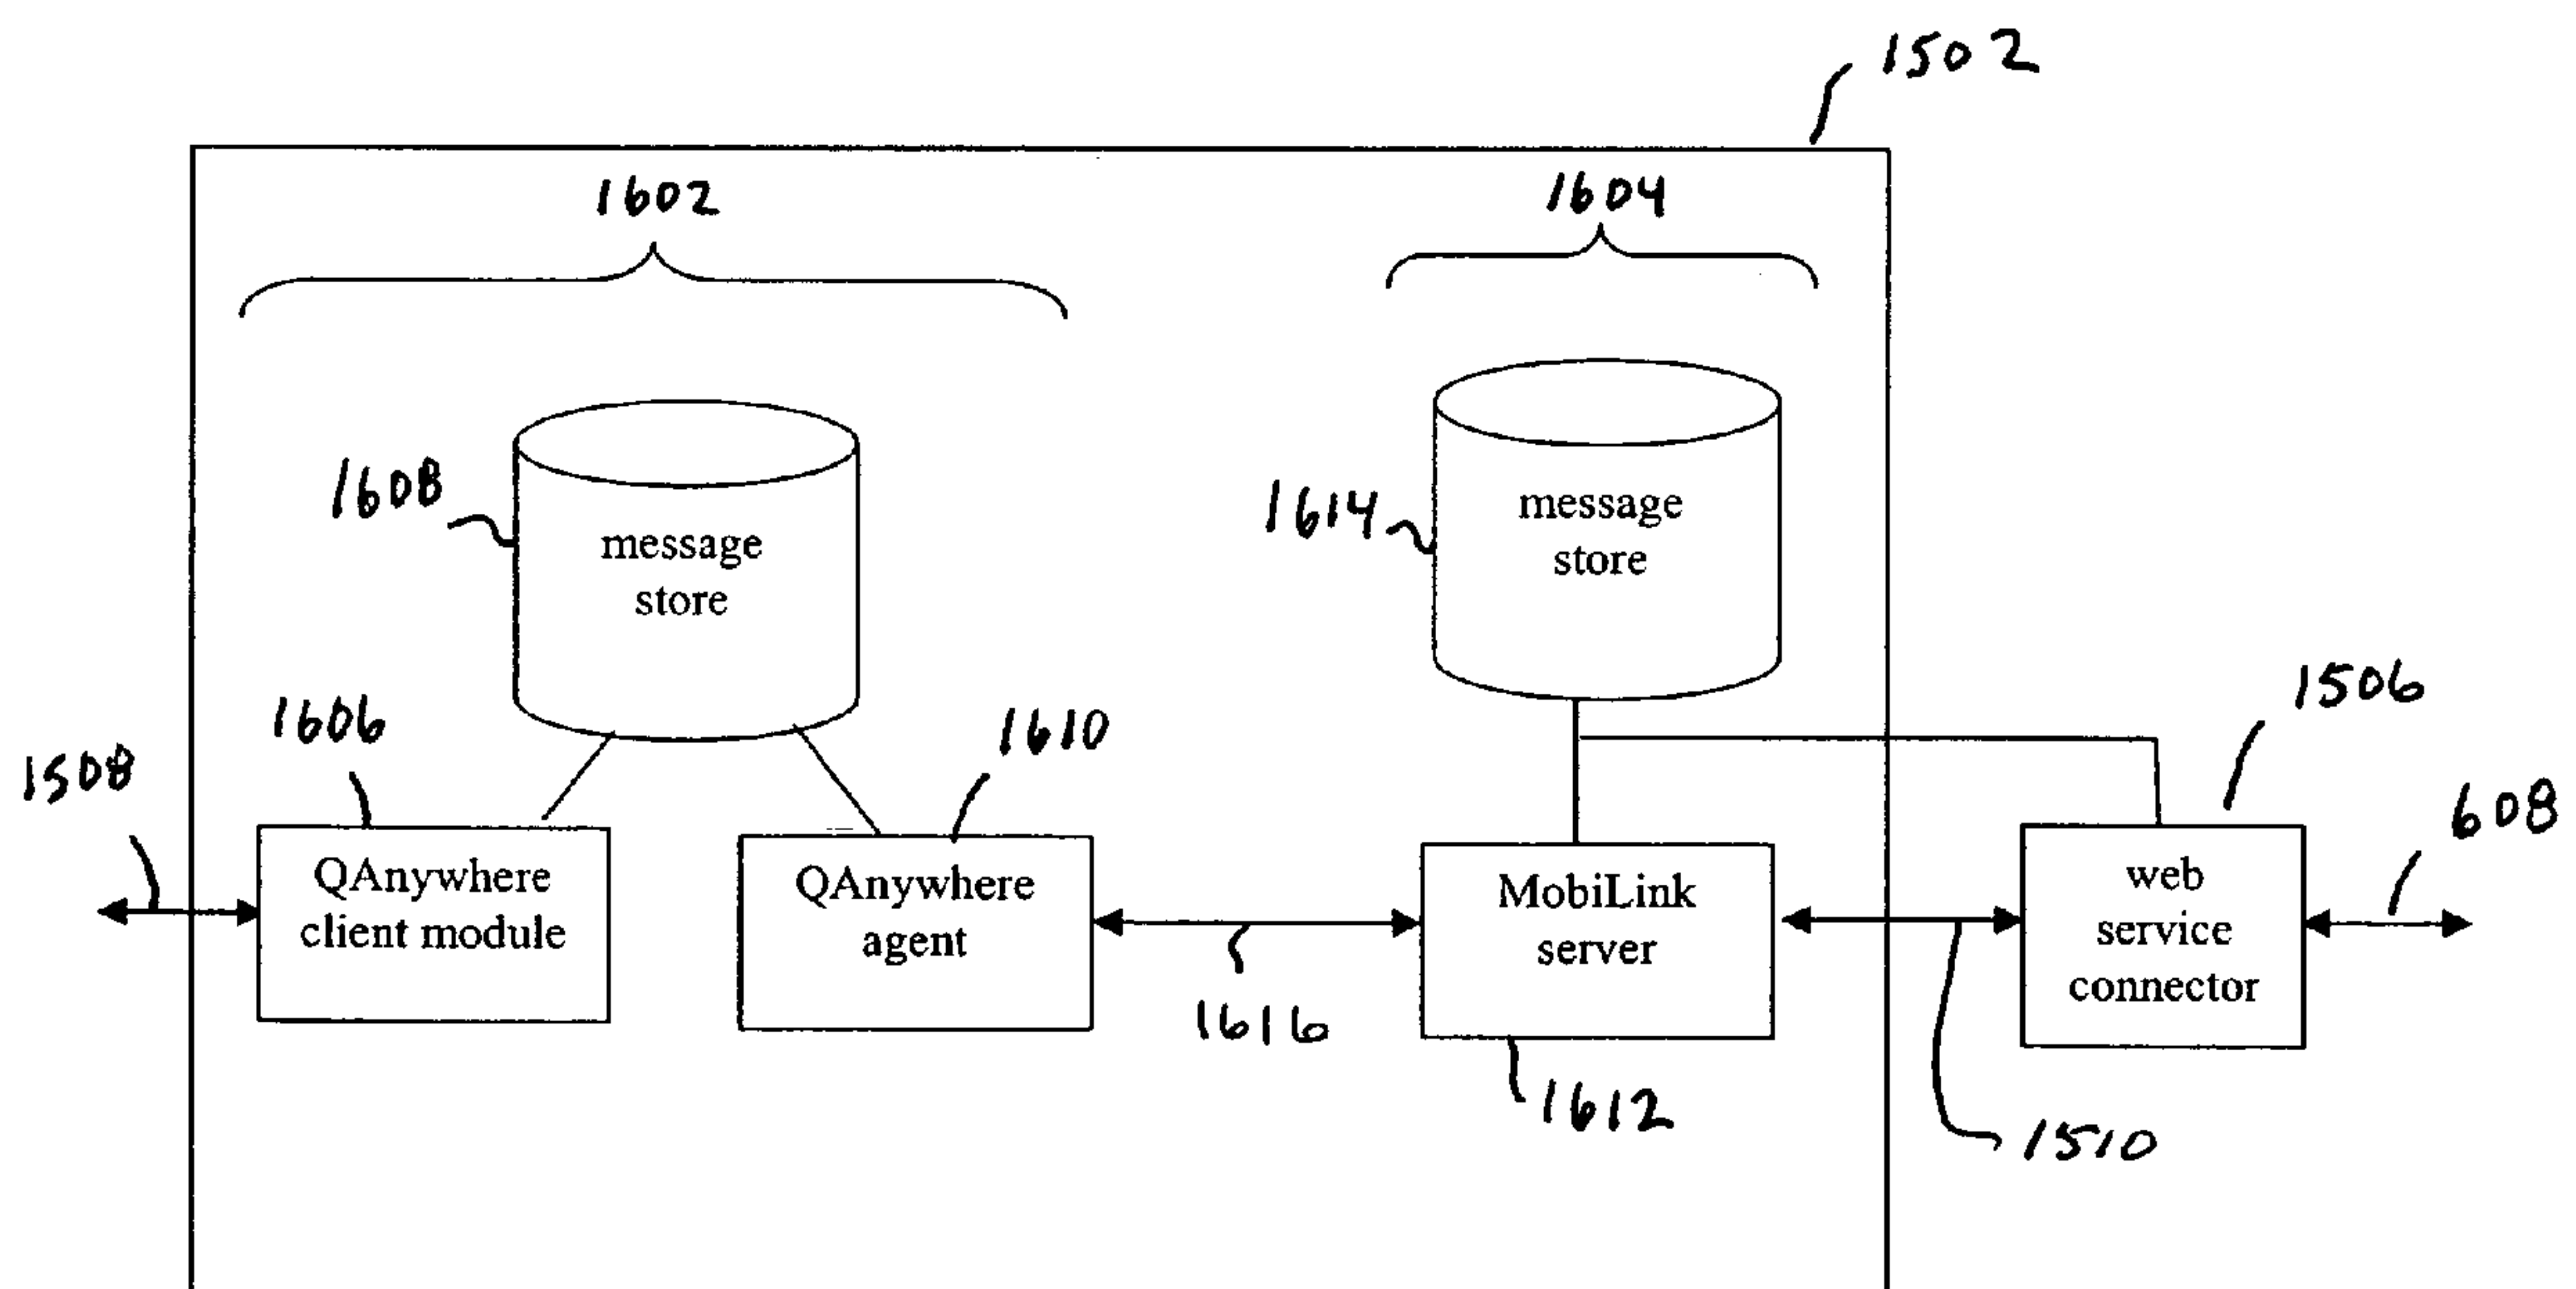 1502
1602
1604
1608
message
store
1614
message
store
1506
1606
1610
1508
608
QAnywhere
client module
QAnywhere
agent
MobiLink
server
web
service
connector
1616
1612
1510